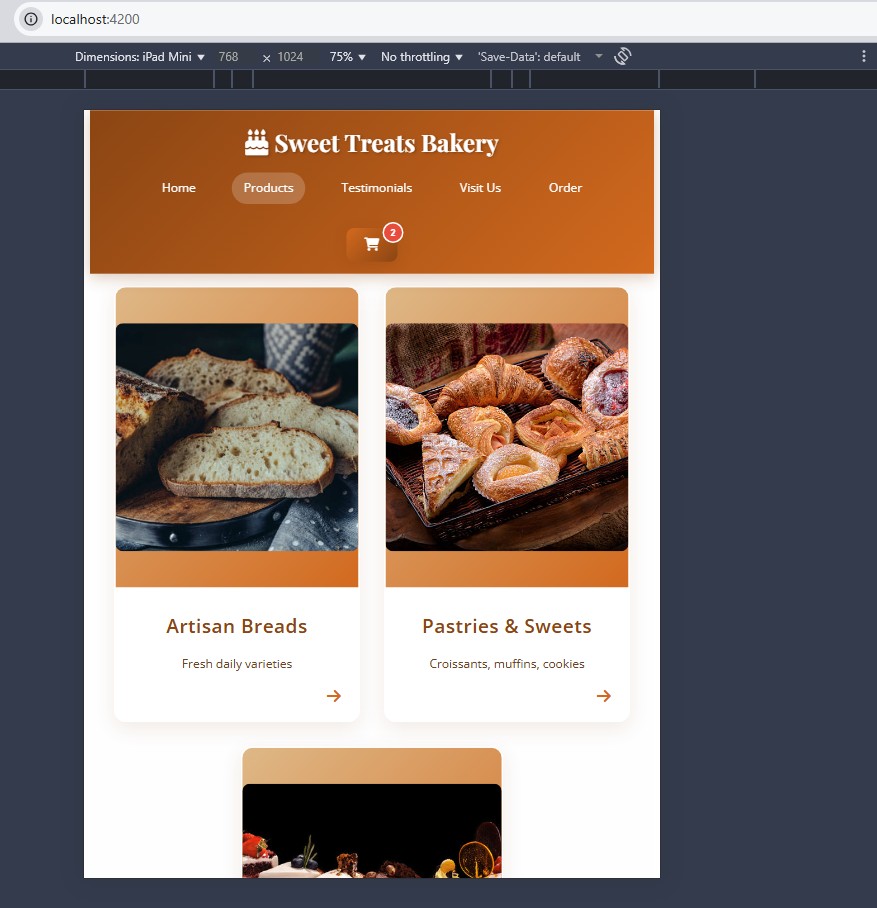 localhost:4200
Dimensions: iPad Mini 768 × 1024 75% No throttling 'Save-Data': default
Sweet Treats Bakery
Home Products Testimonials Visit Us Order
2
Artisan Breads Pastries & Sweets
Fresh daily varieties Croissants, muffins, cookies